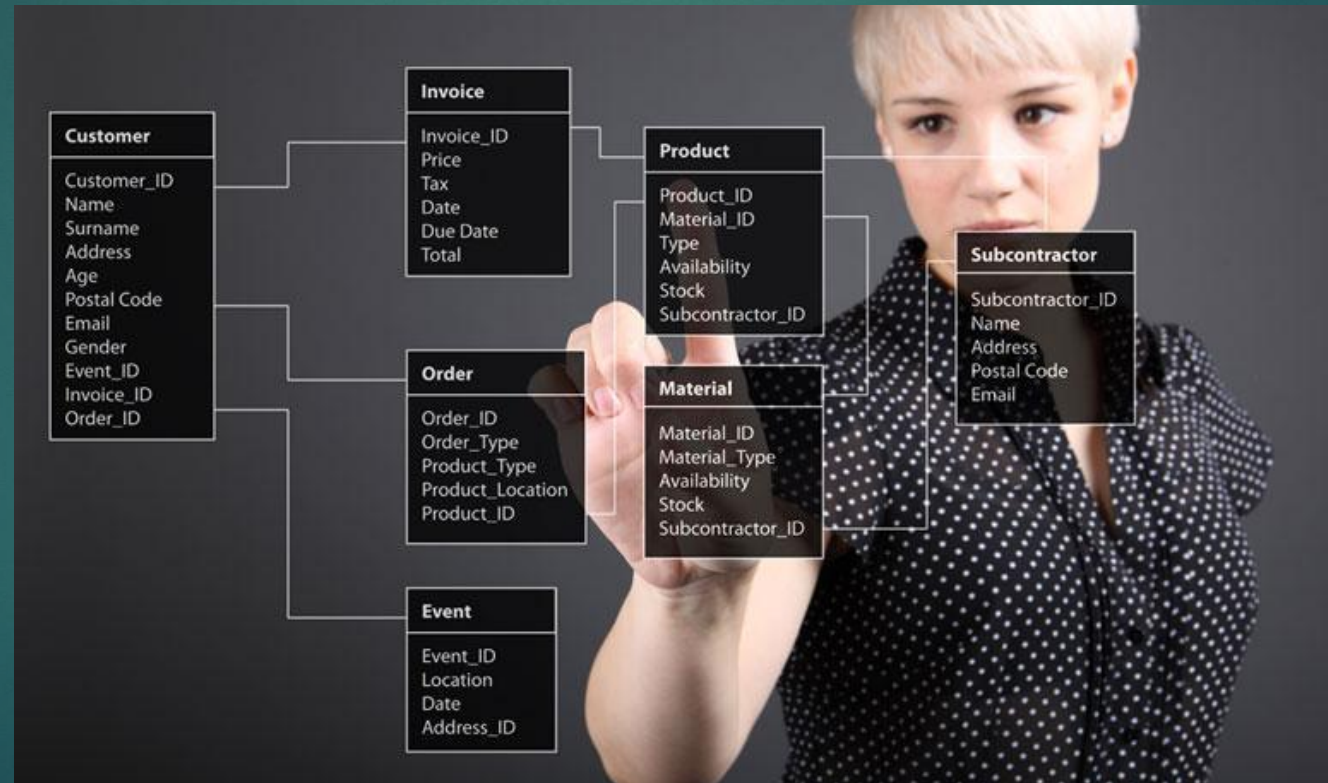 Customer
Customer_ID
Name
Surname
Address
Age
Postal Code
Email
Gender
Event_ID
Invoice_ID
Order_ID
Invoice
Invoice_ID
Price
Tax
Date
Due Date
Total
Order
Order_ID
Order_Type
Product_Type
Product_Location
Product_ID
Event
Event_ID
Location
Date
Address_ID
Product
Product_ID
Material_ID
Type
Availability
Stock
Subcontractor_ID
Material
Material_ID
Material_Type
Availability
Stock
Subcontractor_ID
Subcontractor
Subcontractor_ID
Name
Address
Postal Code
Email